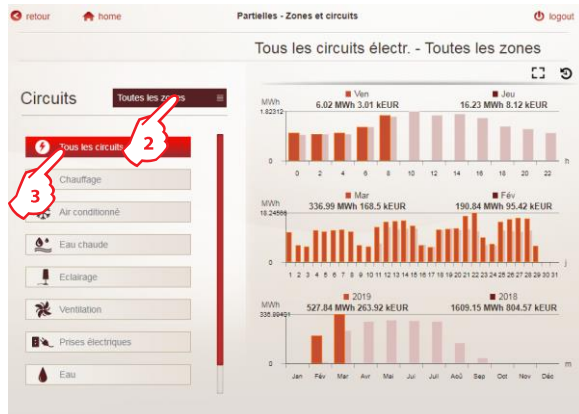 retour
home
Partielles - Zones et circuits
logout
Tous les circuits électr. - Toutes les zones
Circuits
Toutes les zones
2
Tous les circuits
3
Chauffage
Air conditionné
Eau chaude
Eclairage
Ventilation
Prises électriques
Eau
Ven
Jeu
MWh
6.02 MWh 3.01 kEUR
16.23 MWh 8.12 kEUR
1.82312
0
0 2 4 6 8 10 12 14 16 18 20 22
h
Mar
Fév
MWh
336.99 MWh 168.5 kEUR
190.84 MWh 95.42 kEUR
18.24566
0
1 2 3 4 5 6 7 8 9 10 11 12 13 14 15 16 17 18 19 20 21 22 23 24 25 26 27 28 29 30 31
j
2019
2018
MWh
527.84 MWh 263.92 kEUR
1609.15 MWh 804.57 kEUR
0
Jan Fév Mar Avr Mai Jui Juil Aoû Sep Oct Nov Déc
m